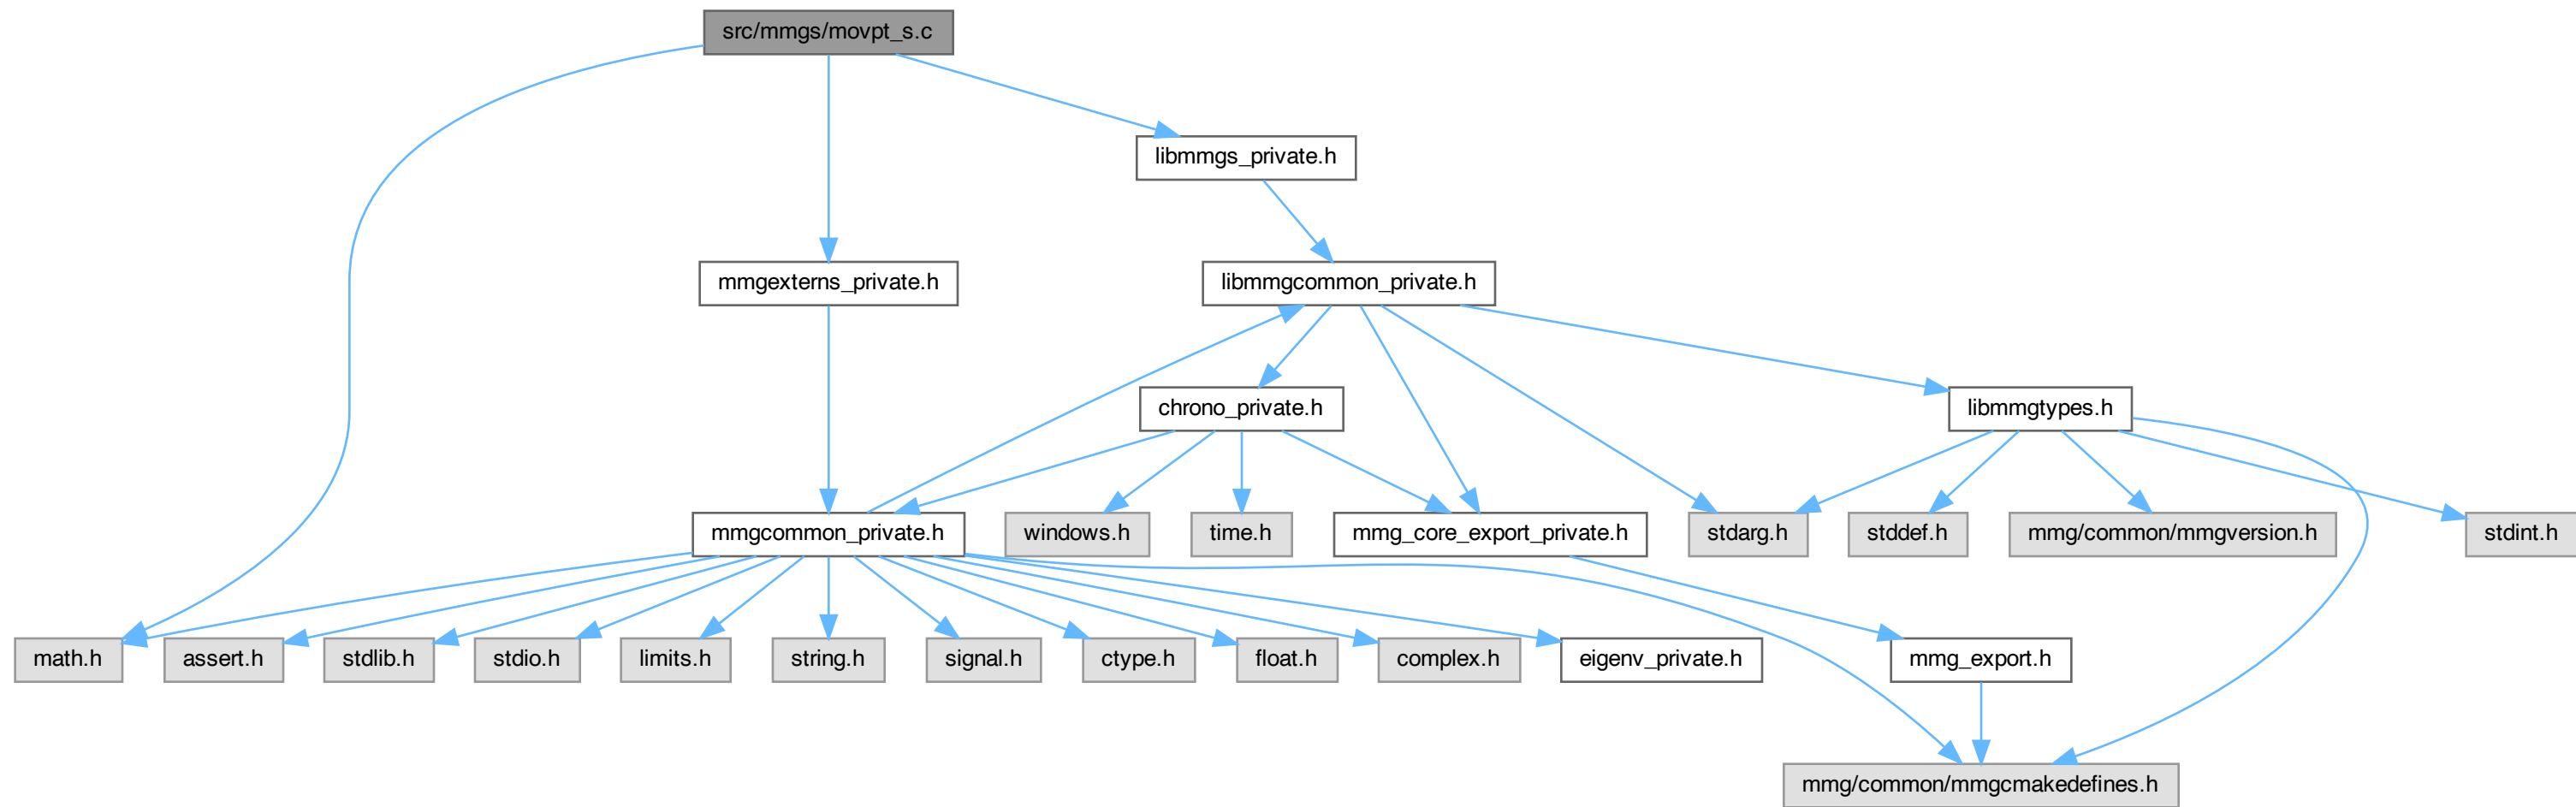 src/mmgs/movpt_s.c
libmmgs_private.h
mmgexterns_private.h
libmmgcommon_private.h
chrono_private.h
libmmgtypes.h
mmgcommon_private.h
windows.h
time.h
mmg_core_export_private.h
stdarg.h
stddef.h
mmg/common/mmgversion.h
stdint.h
math.h
assert.h
stdlib.h
stdio.h
limits.h
string.h
signal.h
ctype.h
float.h
complex.h
eigenv_private.h
mmg_export.h
mmg/common/mmgcmakedefines.h